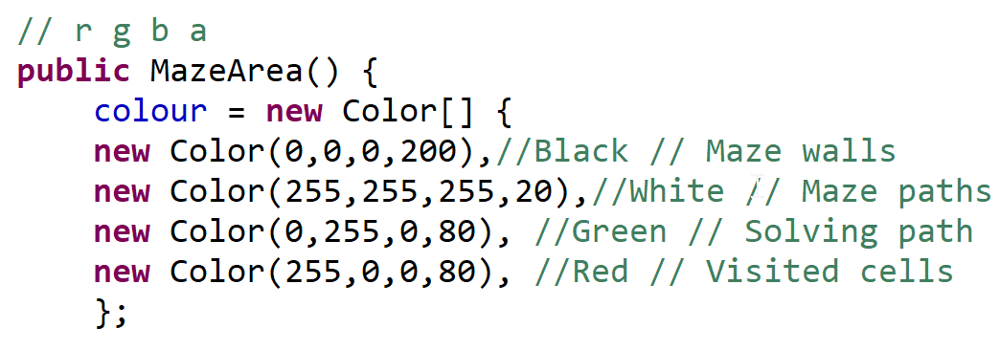 // r g b a
public MazeArea() {
    colour = new Color[] {
    new Color(0,0,0,200),//Black // Maze walls
    new Color(255,255,255,20),//White // Maze paths
    new Color(0,255,0,80), //Green // Solving path
    new Color(255,0,0,80), //Red // Visited cells
    };